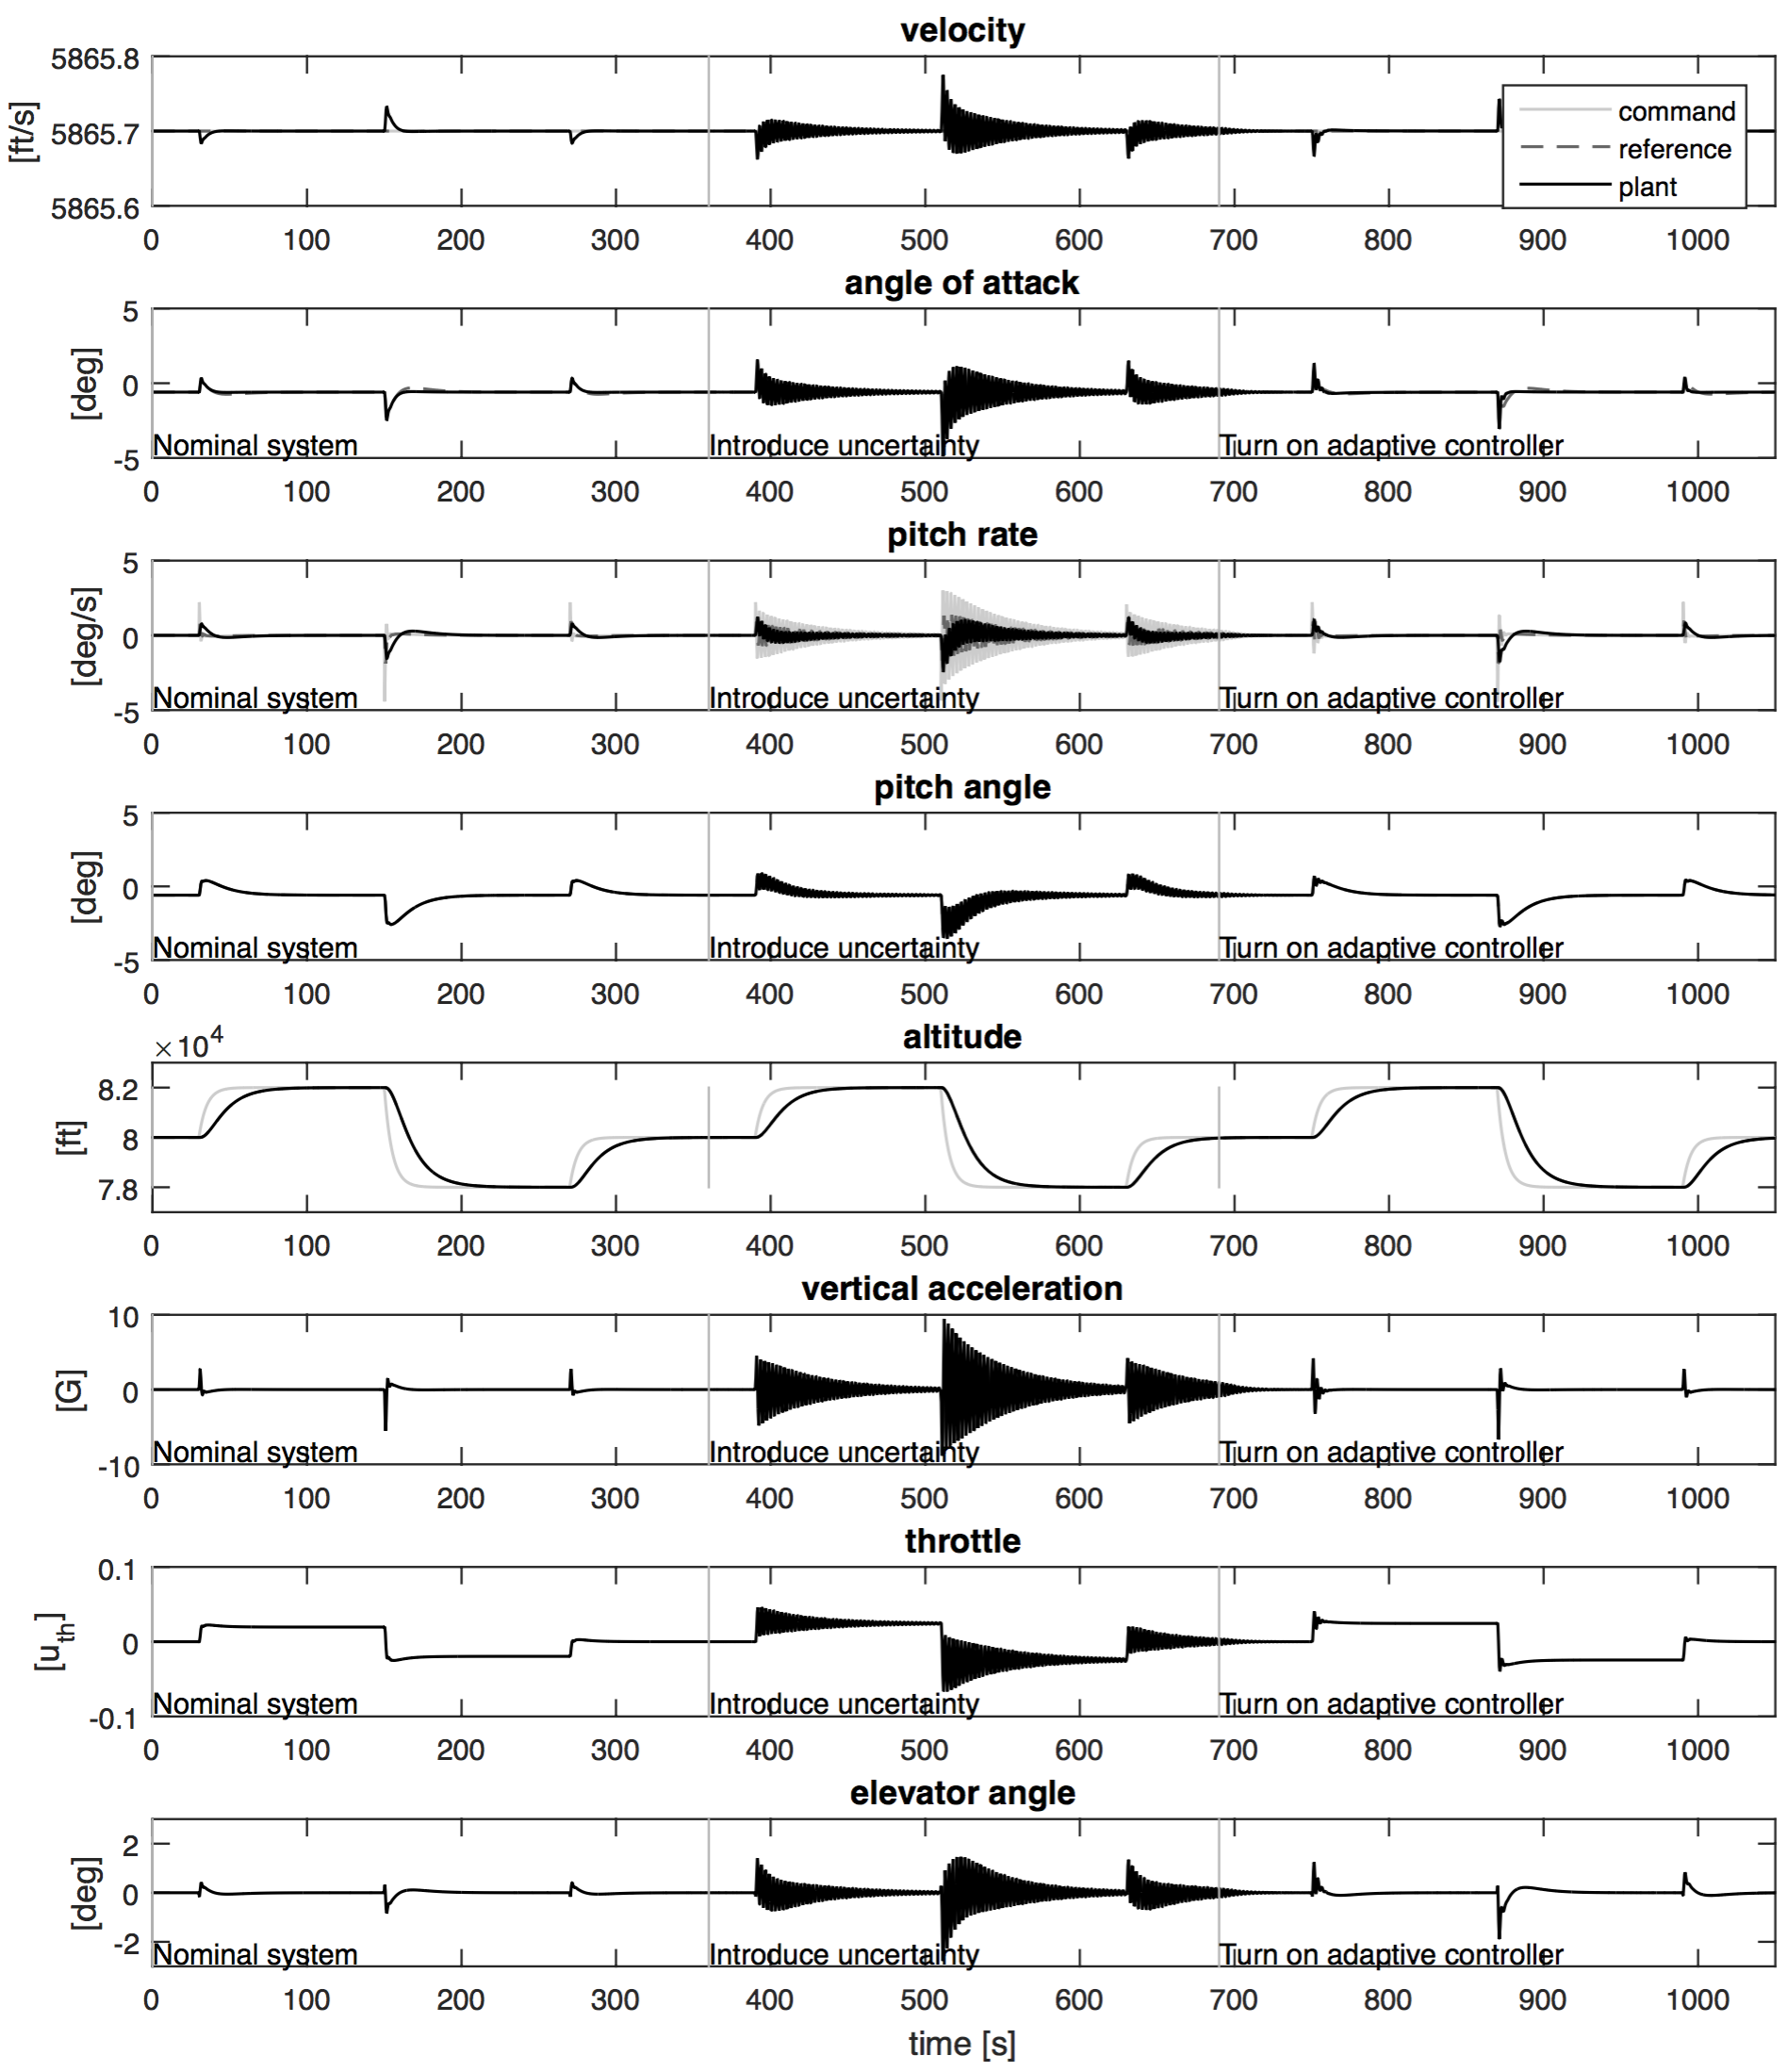 velocity
[ft/s]
5865.8
5865.7
5865.6
command
reference
plant
0 100 200 300 400 500 600 700 800 900 1000
angle of attack
[deg]
5
0
-5
Nominal system Introduce uncertainty Turn on adaptive controller
0 100 200 300 400 500 600 700 800 900 1000
pitch rate
[deg/s]
5
0
-5
Nominal system Introduce uncertainty Turn on adaptive controller
0 100 200 300 400 500 600 700 800 900 1000
pitch angle
[deg]
5
0
-5
Nominal system Introduce uncertainty Turn on adaptive controller
0 100 200 300 400 500 600 700 800 900 1000
altitude
×10^4
[ft]
8.2
8
7.8
0 100 200 300 400 500 600 700 800 900 1000
vertical acceleration
[G]
10
0
-10
Nominal system Introduce uncertainty Turn on adaptive controller
0 100 200 300 400 500 600 700 800 900 1000
throttle
[u_th]
0.1
0
-0.1
Nominal system Introduce uncertainty Turn on adaptive controller
0 100 200 300 400 500 600 700 800 900 1000
elevator angle
[deg]
2
0
-2
Nominal system Introduce uncertainty Turn on adaptive controller
0 100 200 300 400 500 600 700 800 900 1000
time [s]